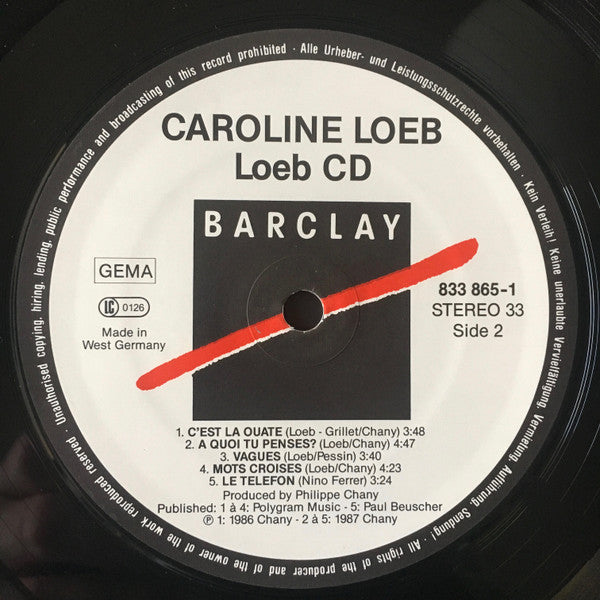 CAROLINE LOEB
Loeb CD
BARCLAY
GEMA
LC 0126
Made in
West Germany
833 865-1
STEREO 33
Side 2
1. C'EST LA OUATE (Loeb - Grillet/Chany) 3:48
2. A QUOI TU PENSES? (Loeb/Chany) 4:47
3. VAGUES (Loeb/Pessin) 3:40
4. MOTS CROISES (Loeb/Chany) 4:23
5. LE TELEFON (Nino Ferrer) 3:24
Produced by Philippe Chany
Published: 1 à 4: Polygram Music - 5: Paul Beuscher
℗ 1: 1986 Chany - 2 à 5: 1987 Chany
Alle Urheber- und Leistungsschutzrechte vorbehalten · Kein Verleih! Keine unerlaubte Vervielfältigung, Vermietung, Aufführung, Sendung! · All rights of the producer and of the owner of the work reproduced reserved · Unauthorised copying, hiring, lending, public performance and broadcasting of this record prohibited ·